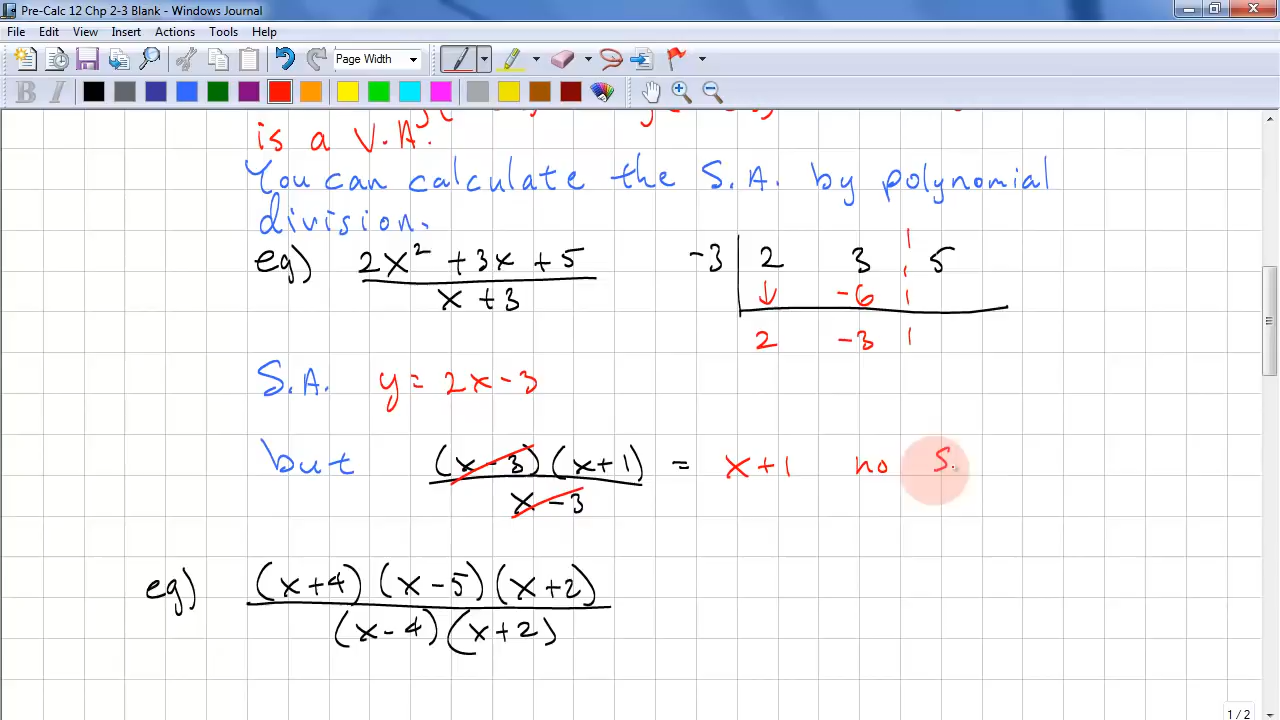 Pre-Calc 12 Chp 2-3 Blank - Windows Journal
File Edit View Insert Actions Tools Help
Page Width
B I
is a V.A.
You can calculate the S.A. by polynomial
division.
eg) 2x² + 3x + 5 / x + 3
-3 | 2 3 5
↓ -6
2 -3
S.A. y = 2x - 3
but (x - 3)(x + 1) / x - 3 = x + 1 no S.
eg) (x + 4)(x - 5)(x + 2) / (x - 4)(x + 2)
1 / 2